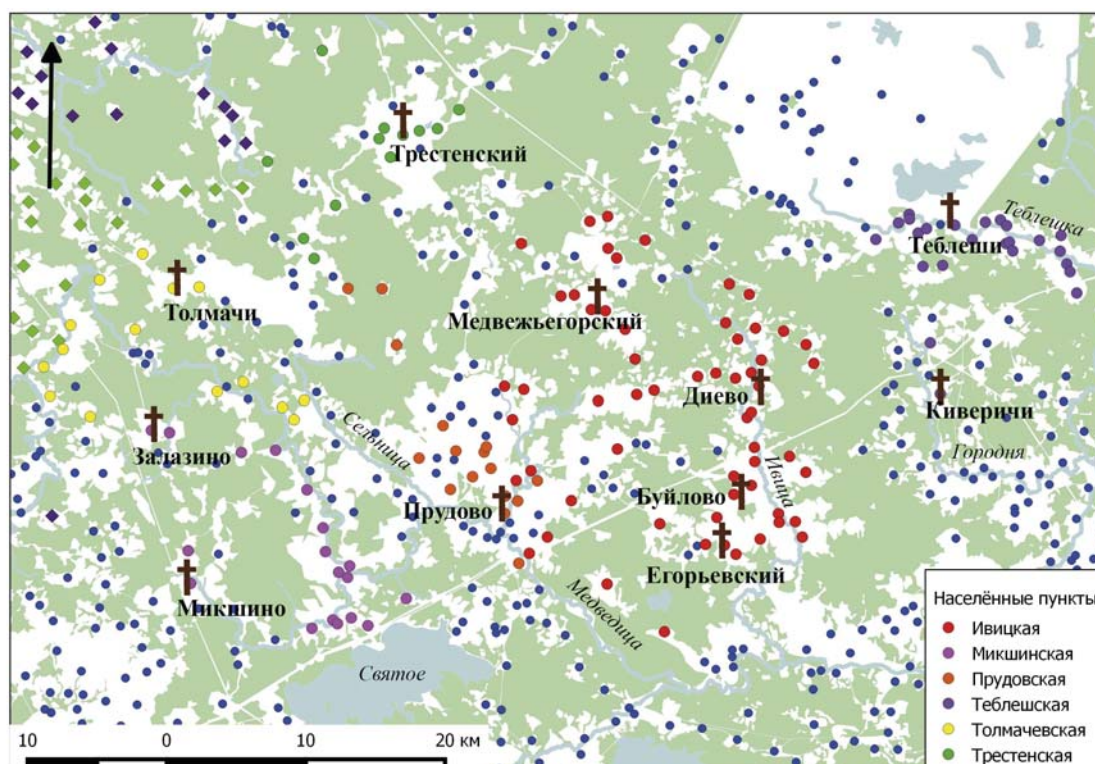 Трестенский
Теблешка
Теблеши
Толмачи
Медвежьегорский
Диево
Киверичи
Сельница
Залазино
Городня
Ивица
Буйлово
Прудово
Егорьевский
Микшино
Медведица
Святое
Населённые пункты
Ивицкая
Микшинская
Прудовская
Теблешская
Толмачевская
Трестенская
10 0 10 20 км